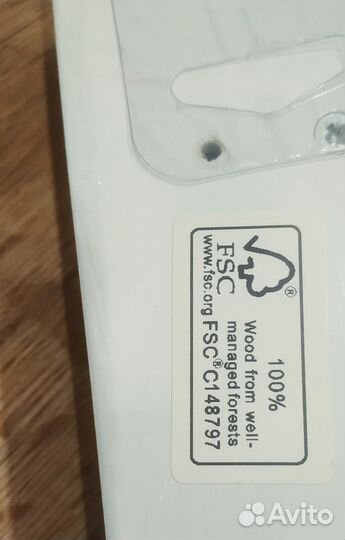 FSC
www.fsc.org
100%
Wood from well-
managed forests
FSC® C148797
®
Avito